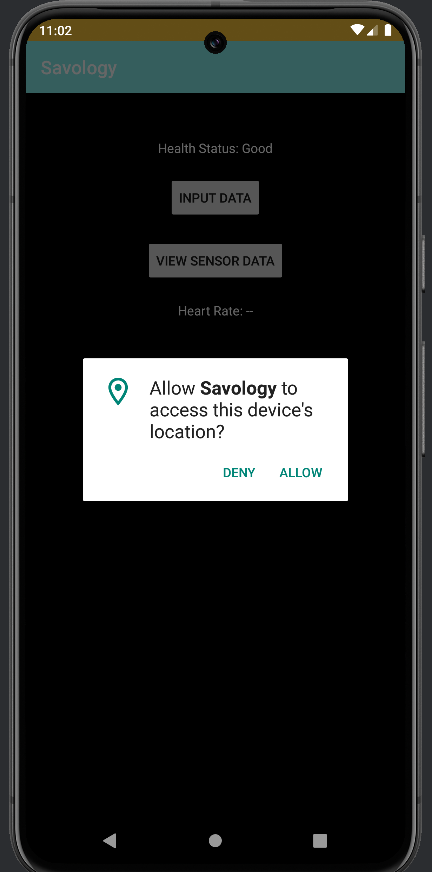 11:02
Savology
Health Status: Good
INPUT DATA
VIEW SENSOR DATA
Heart Rate: --
Allow Savology to
access this device's
location?
DENY ALLOW